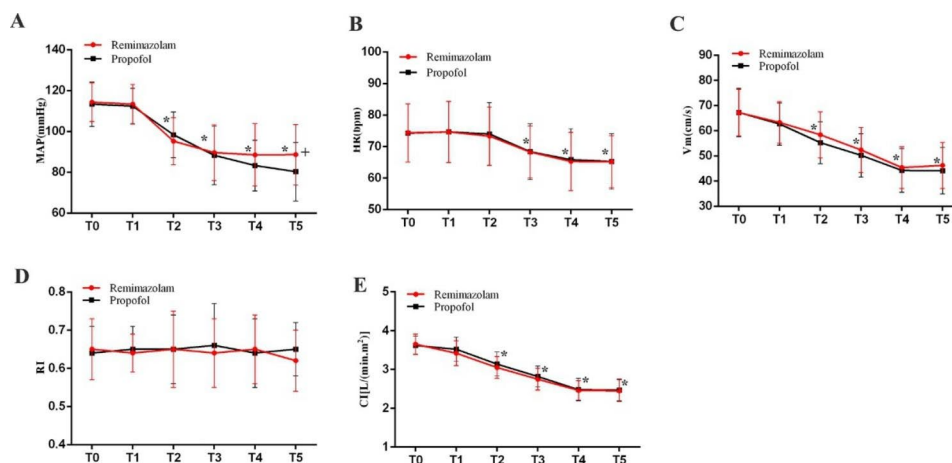 A
Remimazolam
Propofol
MAP(mmHg)
140
120
100
80
60
* * * * +
T0 T1 T2 T3 T4 T5
B
Remimazolam
Propofol
HR(bpm)
100
90
80
70
60
50
* * *
T0 T1 T2 T3 T4 T5
C
Remimazolam
Propofol
Vm(cm/s)
100
90
80
70
60
50
40
30
* * * *
T0 T1 T2 T3 T4 T5
D
Remimazolam
Propofol
RI
0.8
0.7
0.6
0.5
0.4
T0 T1 T2 T3 T4 T5
E
Remimazolam
Propofol
CI[L/(min.m²)]
5
4
3
2
1
* * * *
T0 T1 T2 T3 T4 T5